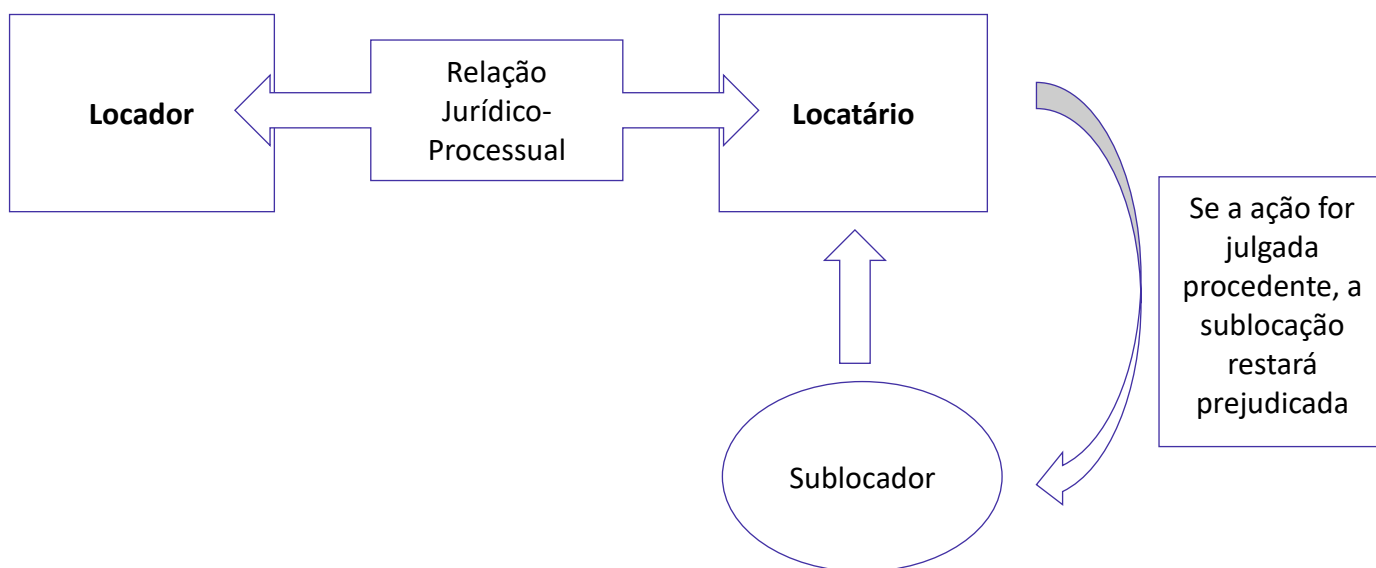 Locador
Relação
Jurídico-
Processual
Locatário
Se a ação for
julgada
procedente, a
sublocação
restará
prejudicada
Sublocador